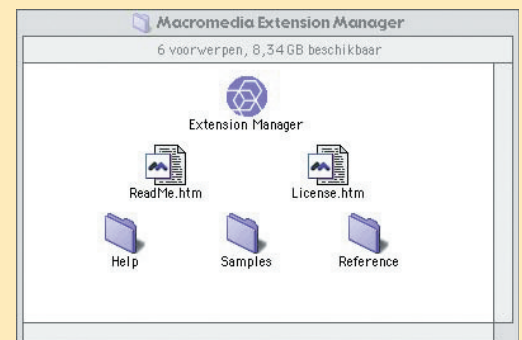 Macromedia Extension Manager
6 voorwerpen, 8,34 GB beschikbaar
Extension Manager
ReadMe.htm
License.htm
Help
Samples
Reference